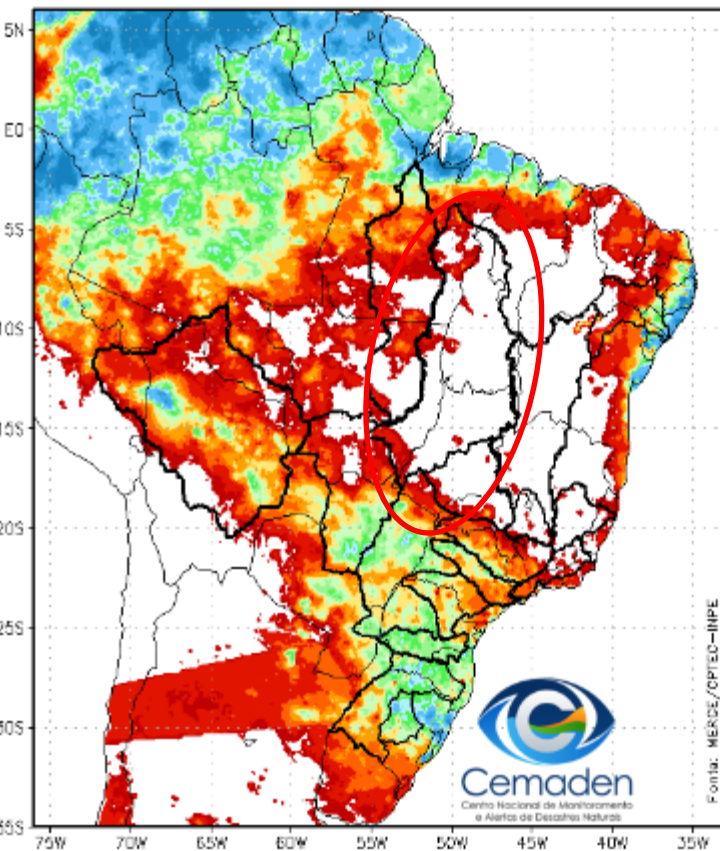 5N
EQ
5S
10S
15S
20S
25S
30S
35S
75W 70W 65W 60W 55W 50W 45W 40W 35W
Cemaden
Centro Nacional de Monitoramento
e Alertas de Desastres Naturais
Fonte: MERGE/CPTEC-INPE